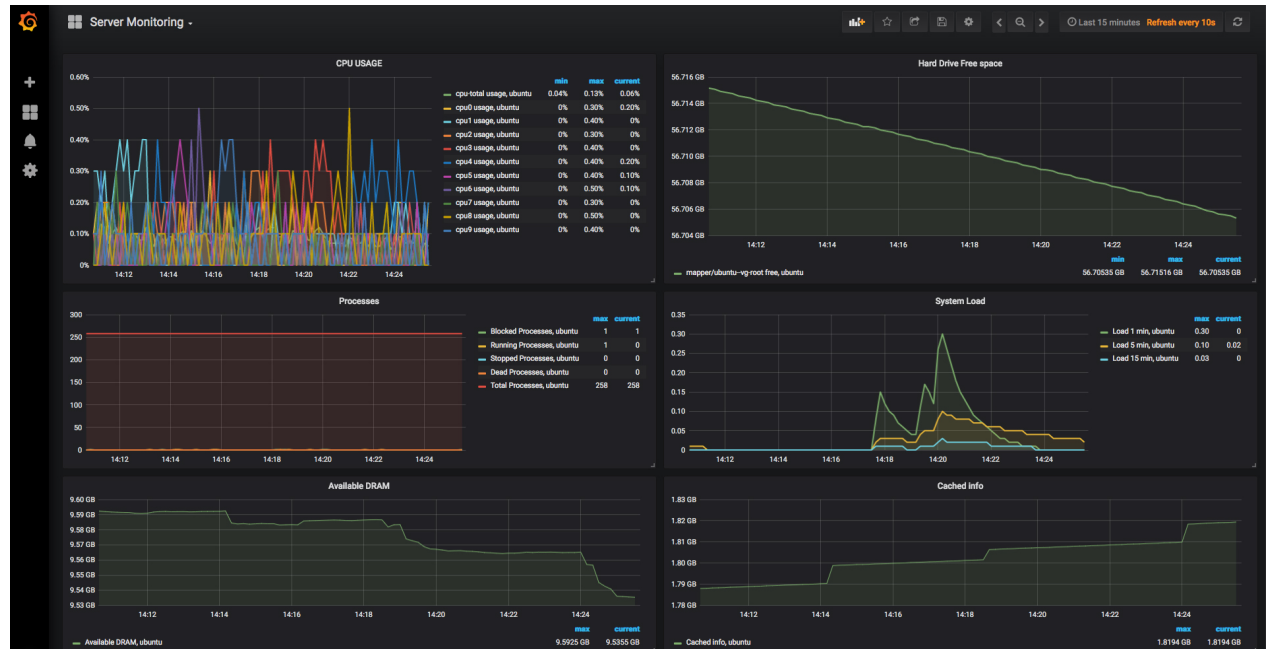 Server Monitoring
Last 15 minutes Refresh every 10s
CPU USAGE
0.60%
0.50%
0.40%
0.30%
0.20%
0.10%
0%
14:12 14:14 14:16 14:18 14:20 14:22 14:24
min max current
cpu-total usage, ubuntu 0.04% 0.13% 0.06%
cpu0 usage, ubuntu 0% 0.30% 0.20%
cpu1 usage, ubuntu 0% 0.40% 0%
cpu2 usage, ubuntu 0% 0.30% 0%
cpu3 usage, ubuntu 0% 0.40% 0%
cpu4 usage, ubuntu 0% 0.40% 0.20%
cpu5 usage, ubuntu 0% 0.40% 0.10%
cpu6 usage, ubuntu 0% 0.50% 0.10%
cpu7 usage, ubuntu 0% 0.30% 0%
cpu8 usage, ubuntu 0% 0.50% 0%
cpu9 usage, ubuntu 0% 0.40% 0%
Hard Drive Free space
56.716 GB
56.714 GB
56.712 GB
56.710 GB
56.708 GB
56.706 GB
56.704 GB
14:12 14:14 14:16 14:18 14:20 14:22 14:24
min max current
mapper/ubuntu-vg-root free, ubuntu 56.70535 GB 56.71516 GB 56.70535 GB
Processes
300
250
200
150
100
50
0
14:12 14:14 14:16 14:18 14:20 14:22 14:24
max current
Blocked Processes, ubuntu 1 1
Running Processes, ubuntu 1 0
Stopped Processes, ubuntu 0 0
Dead Processes, ubuntu 0 0
Total Processes, ubuntu 258 258
System Load
0.35
0.30
0.25
0.20
0.15
0.10
0.05
0
14:12 14:14 14:16 14:18 14:20 14:22 14:24
max current
Load 1 min, ubuntu 0.30 0
Load 5 min, ubuntu 0.10 0.02
Load 15 min, ubuntu 0.03 0
Available DRAM
9.60 GB
9.59 GB
9.58 GB
9.57 GB
9.56 GB
9.55 GB
9.54 GB
9.53 GB
14:12 14:14 14:16 14:18 14:20 14:22 14:24
max current
Available DRAM, ubuntu 9.5925 GB 9.5355 GB
Cached info
1.83 GB
1.82 GB
1.81 GB
1.80 GB
1.79 GB
1.78 GB
14:12 14:14 14:16 14:18 14:20 14:22 14:24
max current
Cached info, ubuntu 1.8194 GB 1.8194 GB